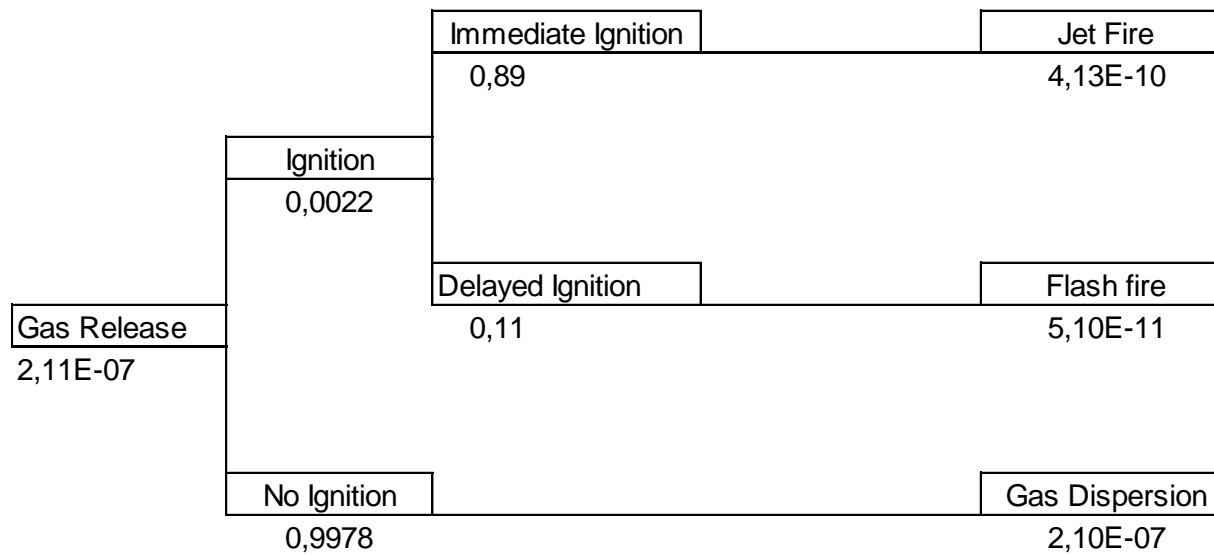 Immediate Ignition
Jet Fire
0,89
4,13E-10
Ignition
0,0022
Delayed Ignition
Flash fire
0,11
5,10E-11
Gas Release
2,11E-07
No Ignition
Gas Dispersion
0,9978
2,10E-07